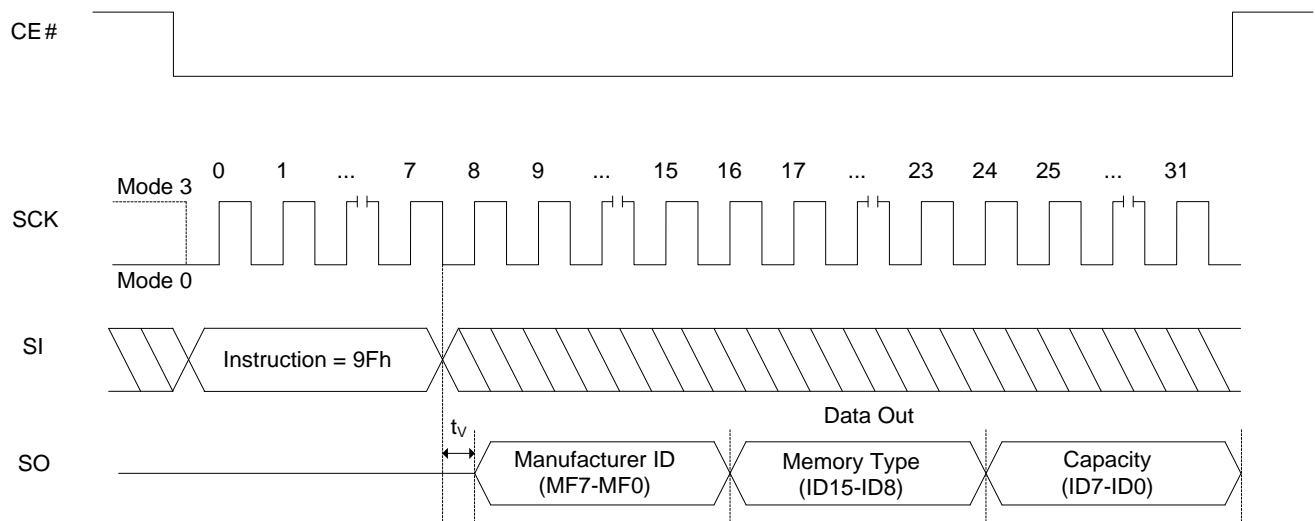 CE#
0 1 ... 7 8 9 ... 15 16 17 ... 23 24 25 ... 31
Mode 3
SCK
Mode 0
SI
Instruction = 9Fh
Data Out
tV
SO
Manufacturer ID
(MF7-MF0)
Memory Type
(ID15-ID8)
Capacity
(ID7-ID0)